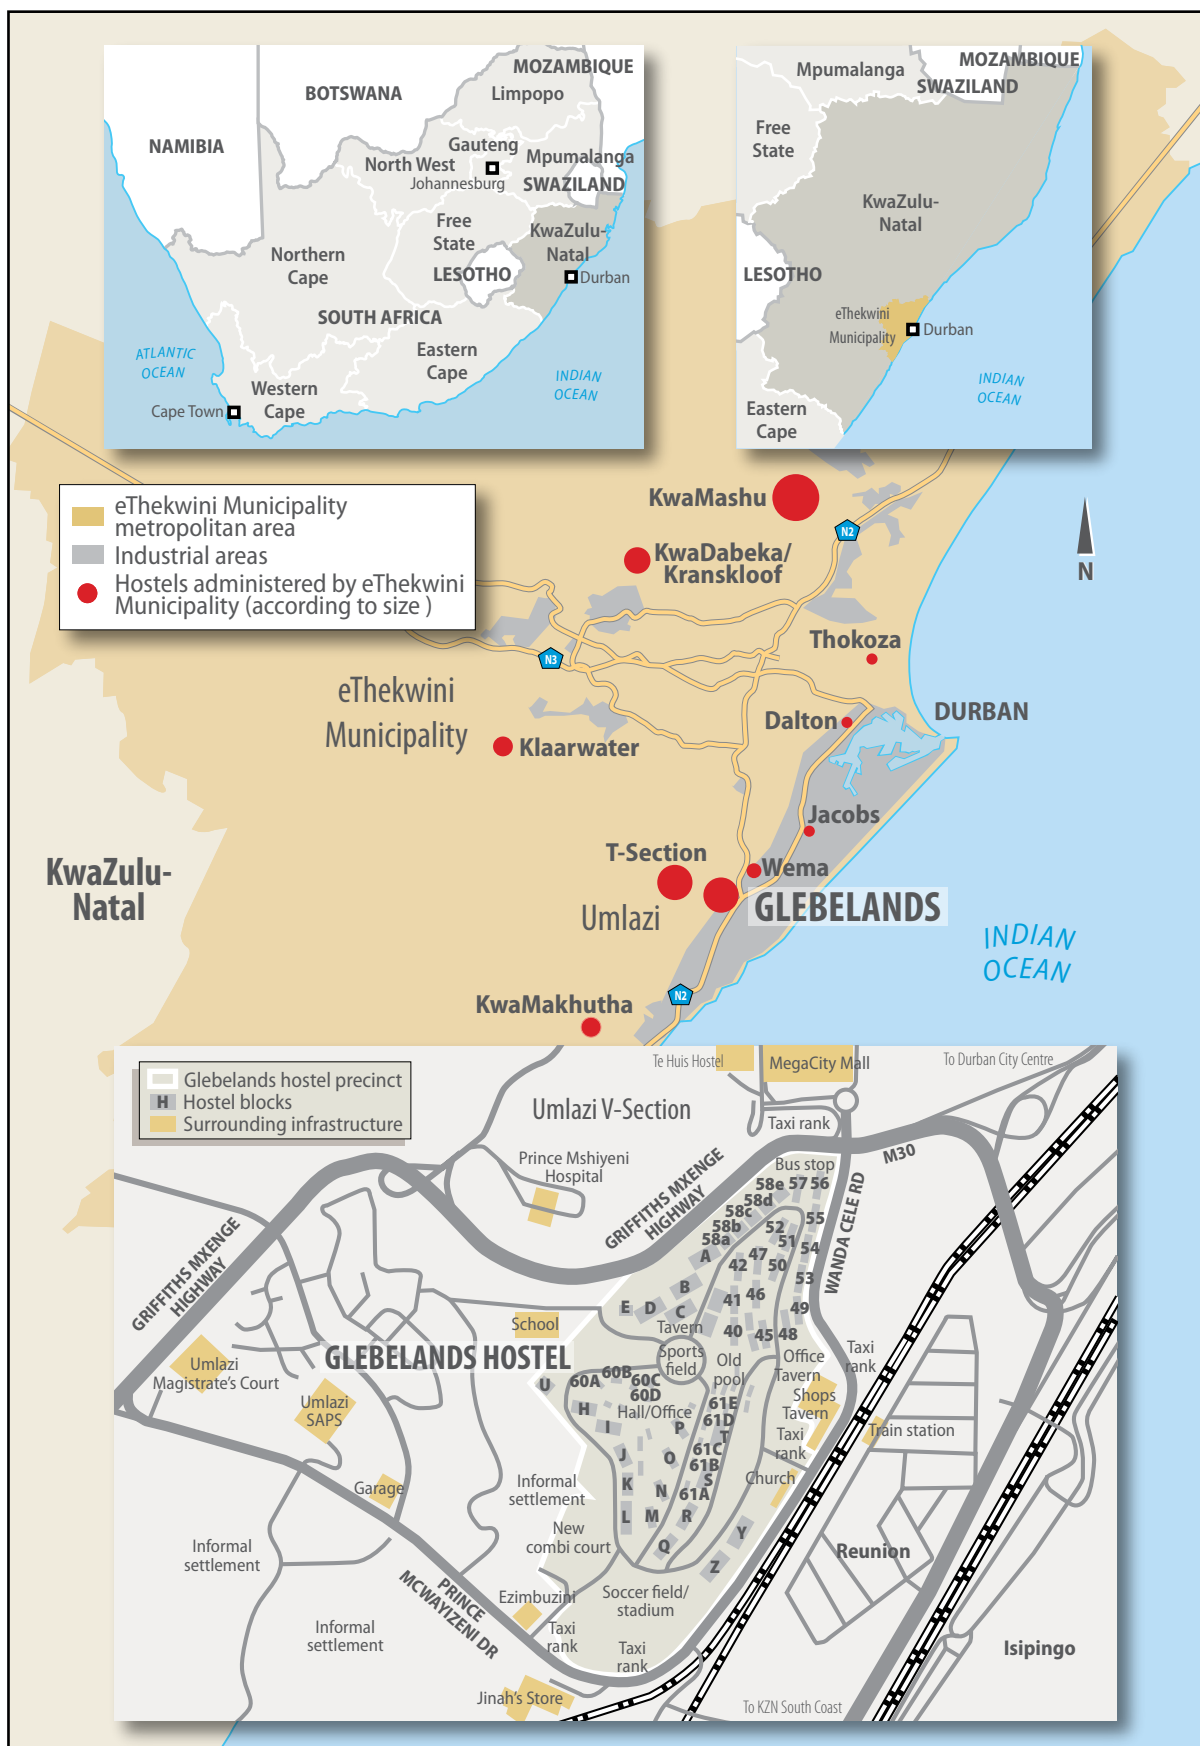 MOZAMBIQUE
BOTSWANA
Limpopo
NAMIBIA
Gauteng
North West
Johannesburg
Mpumalanga
SWAZILAND
Free
State
KwaZulu-
Natal
Northern
Cape
LESOTHO
Durban
SOUTH AFRICA
ATLANTIC
OCEAN
Eastern
Cape
INDIAN
OCEAN
Western
Cape
Cape Town
MOZAMBIQUE
Mpumalanga
SWAZILAND
Free
State
KwaZulu-
Natal
LESOTHO
eThekwini
Municipality
Durban
INDIAN
OCEAN
Eastern
Cape
eThekwini Municipality
metropolitan area
Industrial areas
Hostels administered by eThekwini
Municipality (according to size )
KwaMashu
N2
KwaDabeka/
Kranskloof
N
Thokoza
N3
eThekwini
Municipality
DURBAN
Dalton
Klaarwater
Jacobs
T-Section
Wema
KwaZulu-
Natal
GLEBELANDS
Umlazi
INDIAN
OCEAN
N2
KwaMakhutha
Glebelands hostel precinct
H Hostel blocks
Surrounding infrastructure
Te Huis Hostel
MegaCity Mall
To Durban City Centre
Umlazi V-Section
Taxi rank
M30
Prince Mshiyeni
Hospital
GRIFFITHS MXENGE
HIGHWAY
Bus stop
58e
57
56
58d
58c
58b
58a
52
55
51
54
WANDA CELE RD
A
47
42
50
53
GRIFFITHS MXENGE
HIGHWAY
B
46
41
49
E
D
C
Tavern
40
45
48
School
GLEBELANDS HOSTEL
Sports
field
Old
pool
Office
Tavern
Taxi
rank
Umlazi
Magistrate's Court
U
60A
60B
60C
60D
Shops
Tavern
Umlazi
SAPS
H
Hall/Office
61E
61D
I
P
T
Taxi
rank
Train station
J
O
61C
61B
S
Church
Garage
K
N
61A
Informal
settlement
L
M
R
Y
New
combi court
Q
Z
Reunion
Informal
settlement
PRINCE
MCWAYIZENI DR
Ezimbuzini
Soccer field/
stadium
Informal
settlement
Taxi
rank
Taxi
rank
Isipingo
Jinah's Store
To KZN South Coast